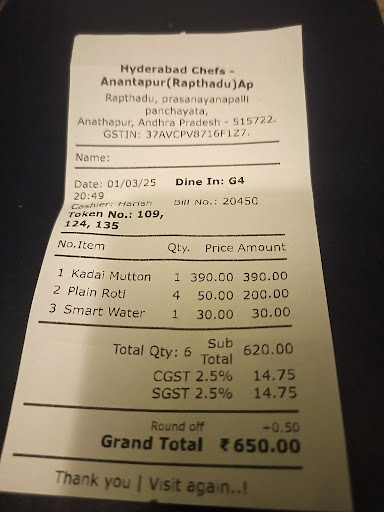 Hyderabad Chefs -
Anantapur(Rapthadu)Ap
Rapthadu, prasanayanapalli
panchayata,
Anathapur, Andhra Pradesh - 515722.
GSTIN: 37AVCPV8716F1Z7.
Name:
Date: 01/03/25 Dine In: G4
20:49
Cashier: Harish Bill No.: 20450
Token No.: 109,
124, 135
No.Item Qty. Price Amount
1 Kadai Mutton 1 390.00 390.00
2 Plain Roti 4 50.00 200.00
3 Smart Water 1 30.00 30.00
Total Qty: 6 Sub Total 620.00
CGST 2.5% 14.75
SGST 2.5% 14.75
Round off -0.50
Grand Total ₹650.00
Thank you | Visit again..!